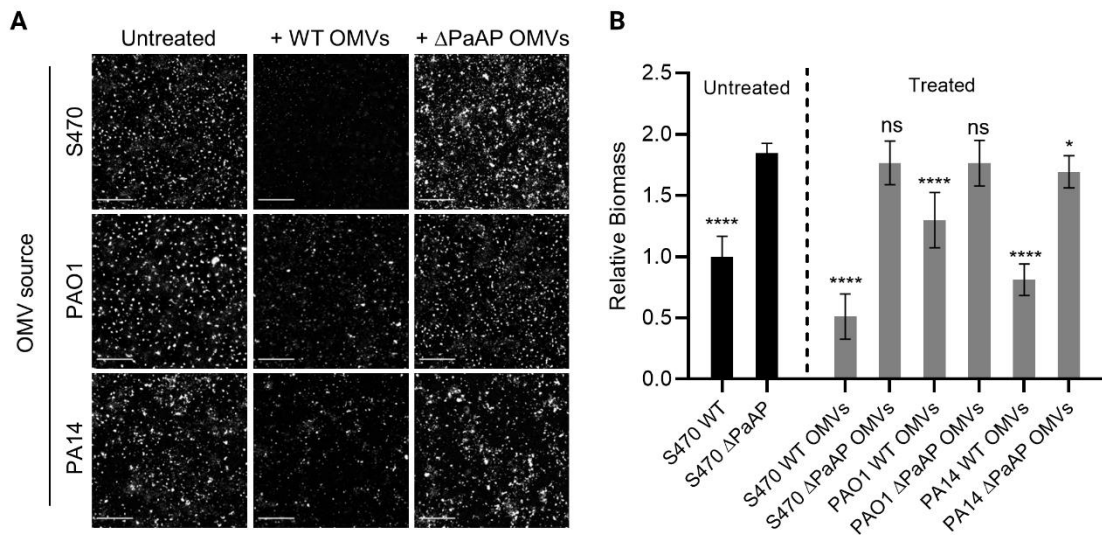 A
Untreated
+ WT OMVs
+ ΔPaAP OMVs
OMV source
S470
PAO1
PA14
B
Relative Biomass
2.5
2.0
1.5
1.0
0.5
0.0
Untreated
Treated
****
****
ns
****
ns
****
*
S470 WT
S470 ΔPaAP
S470 WT OMVs
S470 ΔPaAP OMVs
PAO1 WT OMVs
PAO1 ΔPaAP OMVs
PA14 WT OMVs
PA14 ΔPaAP OMVs